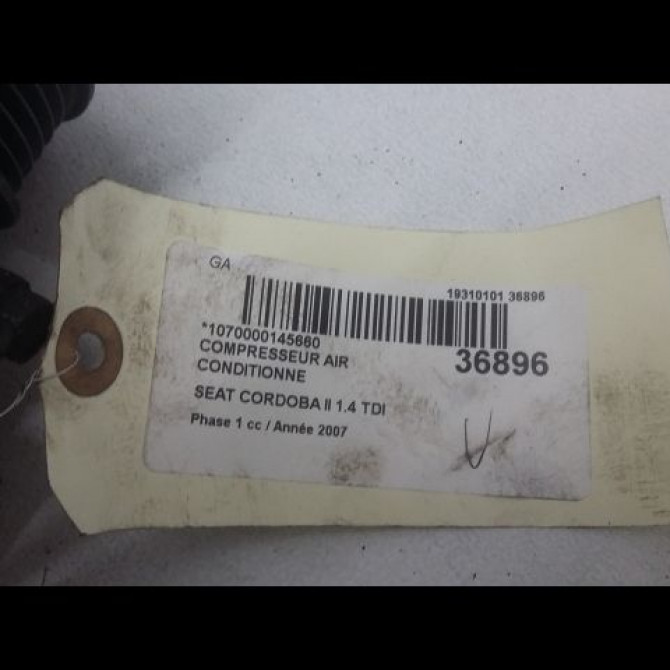 GA
19310101 36896
*1070000145660
36896
COMPRESSEUR AIR
CONDITIONNE
SEAT CORDOBA II 1.4 TDI
Phase 1 cc / Année 2007